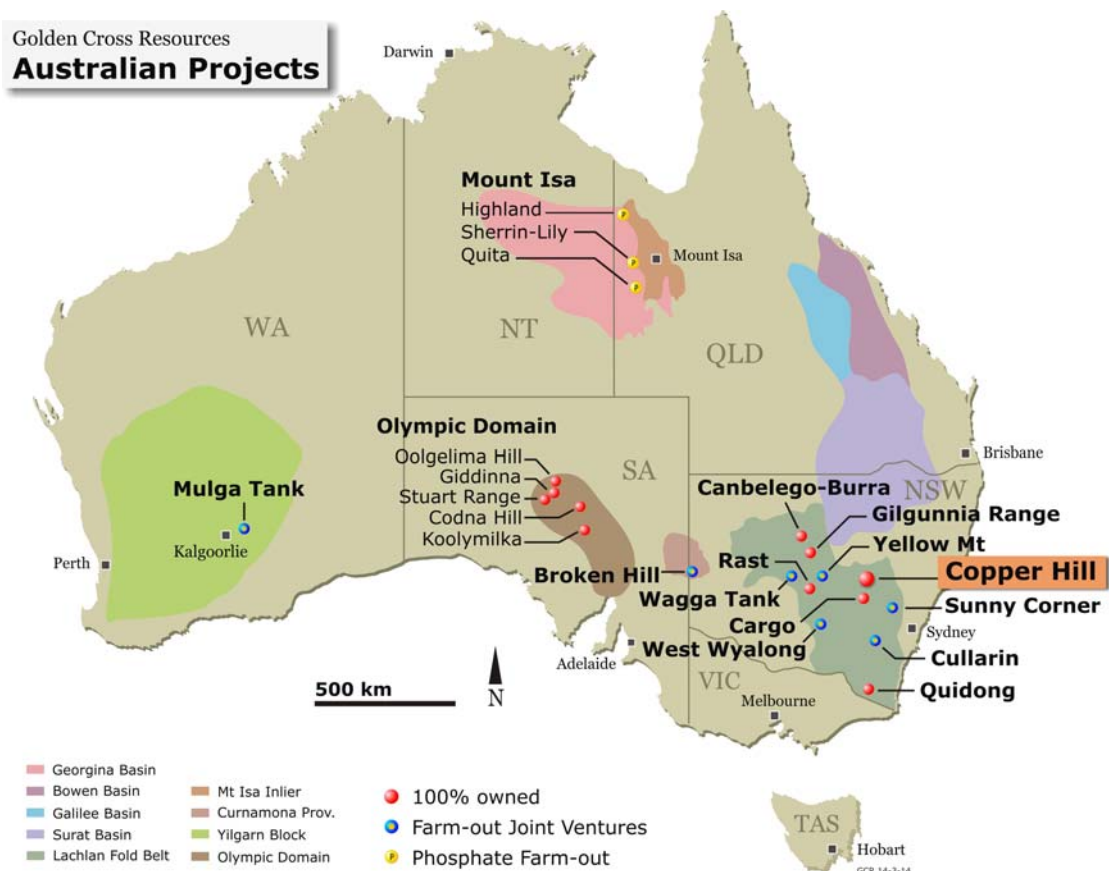 Golden Cross Resources
Australian Projects
Darwin
Mount Isa
Highland
Sherrin-Lily
Quita
P
P
P
Mount Isa
WA
NT
QLD
Olympic Domain
Oolgelima Hill
Giddinna
Stuart Range
Codna Hill
Koolymilka
SA
Brisbane
Mulga Tank
Kalgoorlie
Perth
Canbelego-Burra
NSW
Gilgunnia Range
Rast
Yellow Mt
Broken Hill
Copper Hill
Wagga Tank
Sunny Corner
Cargo
Sydney
West Wyalong
Cullarin
Adelaide
VIC
Quidong
Melbourne
500 km
N
Georgina Basin
Bowen Basin
Galilee Basin
Surat Basin
Lachlan Fold Belt
Mt Isa Inlier
Curnamona Prov.
Yilgarn Block
Olympic Domain
100% owned
Farm-out Joint Ventures
P Phosphate Farm-out
TAS
Hobart
GCR 14-3-14